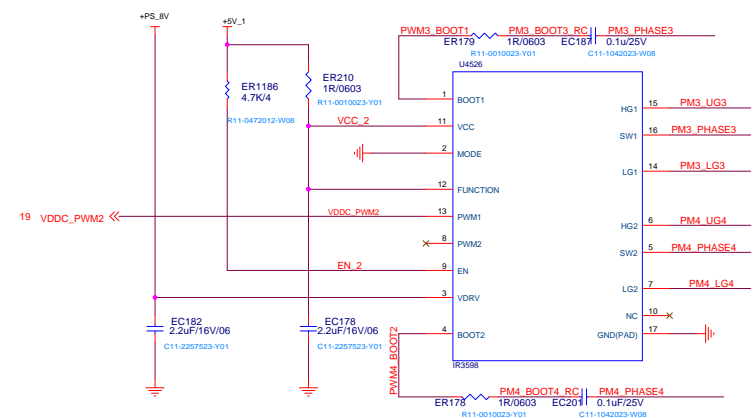 +PS_8V
+5V_1
PWM3_BOOT1
PM3_BOOT3_RC
PM3_PHASE3
ER179
1R/0603
EC187
0.1u/25V
R11-0010023-Y01
C11-1042023-W08
U4526
ER1186
4.7K/4
R11-0472012-W08
ER210
1R/0603
R11-0010023-Y01
1
BOOT1
VCC_2
11
VCC
2
MODE
12
FUNCTION
19
VDDC_PWM2
VDDC_PWM2
13
PWM1
8
PWM2
EN_2
9
EN
3
VDRV
4
BOOT2
HG1
15
PM3_UG3
SW1
16
PM3_PHASE3
LG1
14
PM3_LG3
HG2
6
PM4_UG4
SW2
5
PM4_PHASE4
LG2
7
PM4_LG4
NC
10
GND(PAD)
17
IR3598
EC182
2.2uF/16V/06
C11-2257523-Y01
EC178
2.2uF/16V/06
C11-2257523-Y01
PWM4_BOOT2
PM4_BOOT4_RC
PM4_PHASE4
ER178
1R/0603
EC201
0.1uF/25V
R11-0010023-Y01
C11-1042023-W08